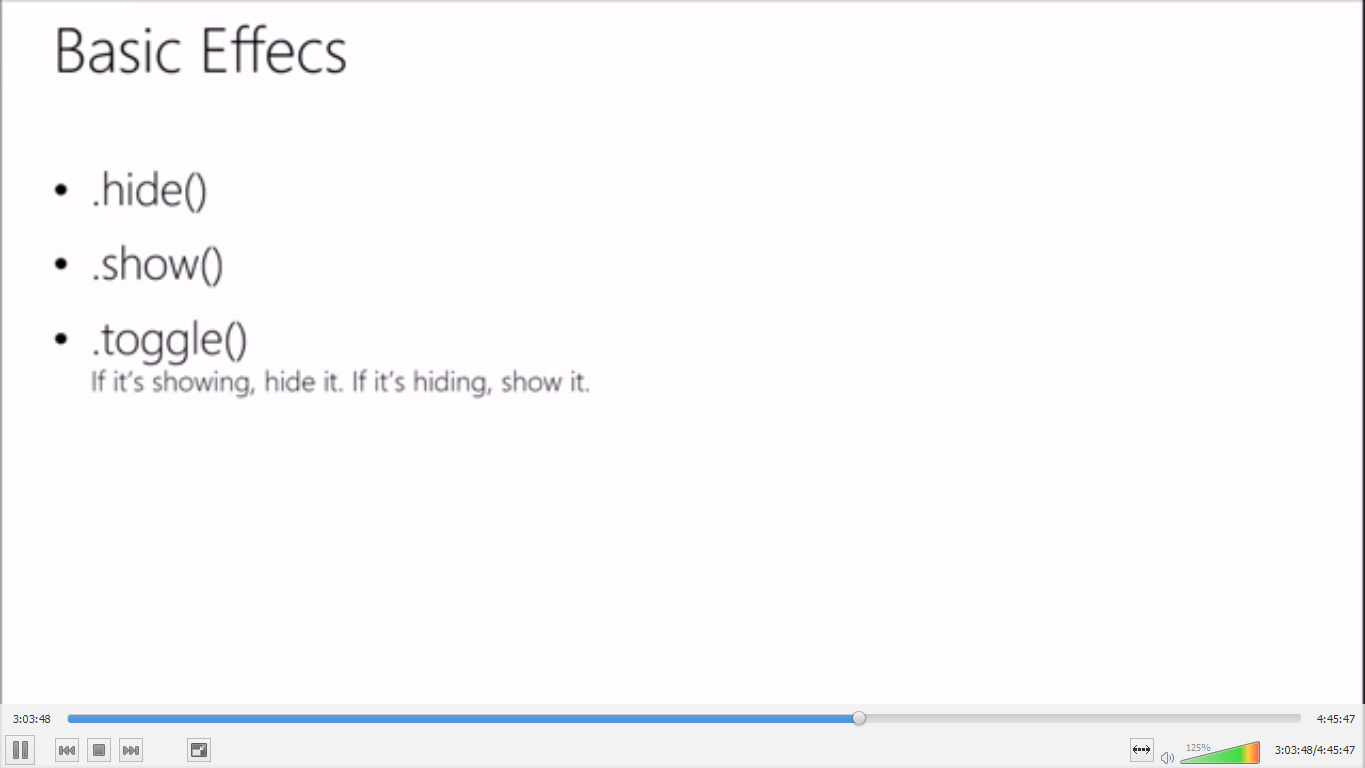 Basic Effecs
• .hide()
• .show()
• .toggle()
If it's showing, hide it. If it's hiding, show it.
3:03:48
4:45:47
125%
3:03:48/4:45:47